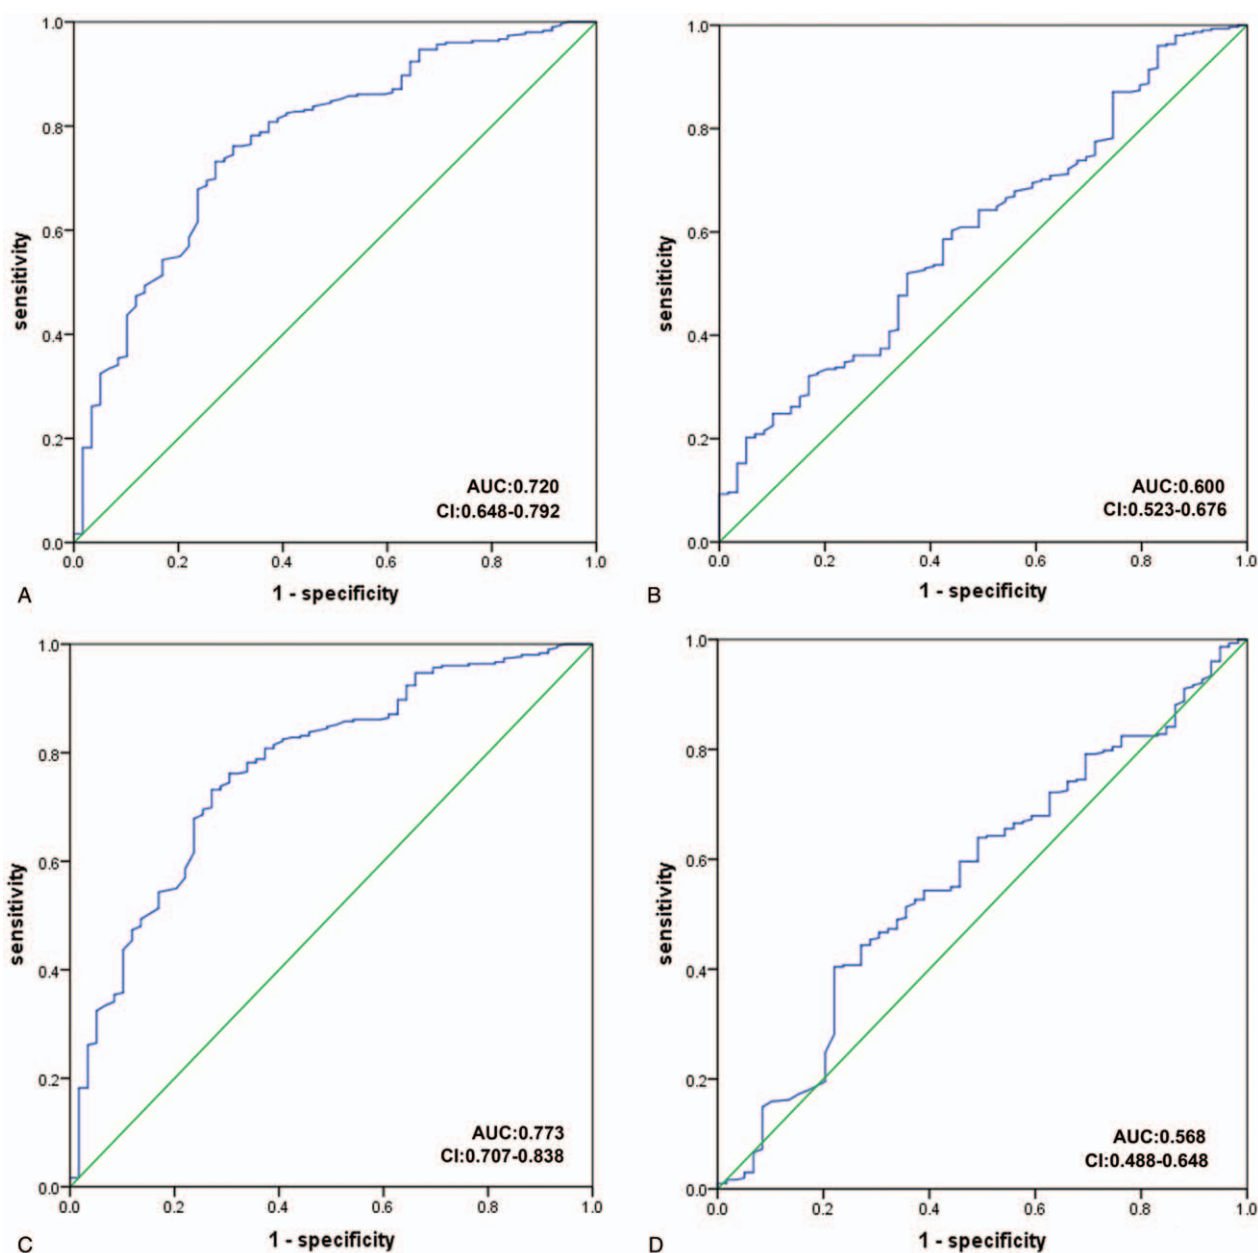 1.0
0.8
0.6
0.4
0.2
0.0
sensitivity
0.0 0.2 0.4 0.6 0.8 1.0
1 - specificity
AUC:0.720
CI:0.648-0.792
A
1.0
0.8
0.6
0.4
0.2
0.0
sensiticity
0.0 0.2 0.4 0.6 0.8 1.0
1 - specificity
AUC:0.600
CI:0.523-0.676
B
1.0
0.8
0.6
0.4
0.2
0.0
sensitivity
0.0 0.2 0.4 0.6 0.8 1.0
1 - specificity
AUC:0.773
CI:0.707-0.838
C
1.0
0.8
0.6
0.4
0.2
0.0
sensitivity
0.0 0.2 0.4 0.6 0.8 1.0
1 - specificity
AUC:0.568
CI:0.488-0.648
D